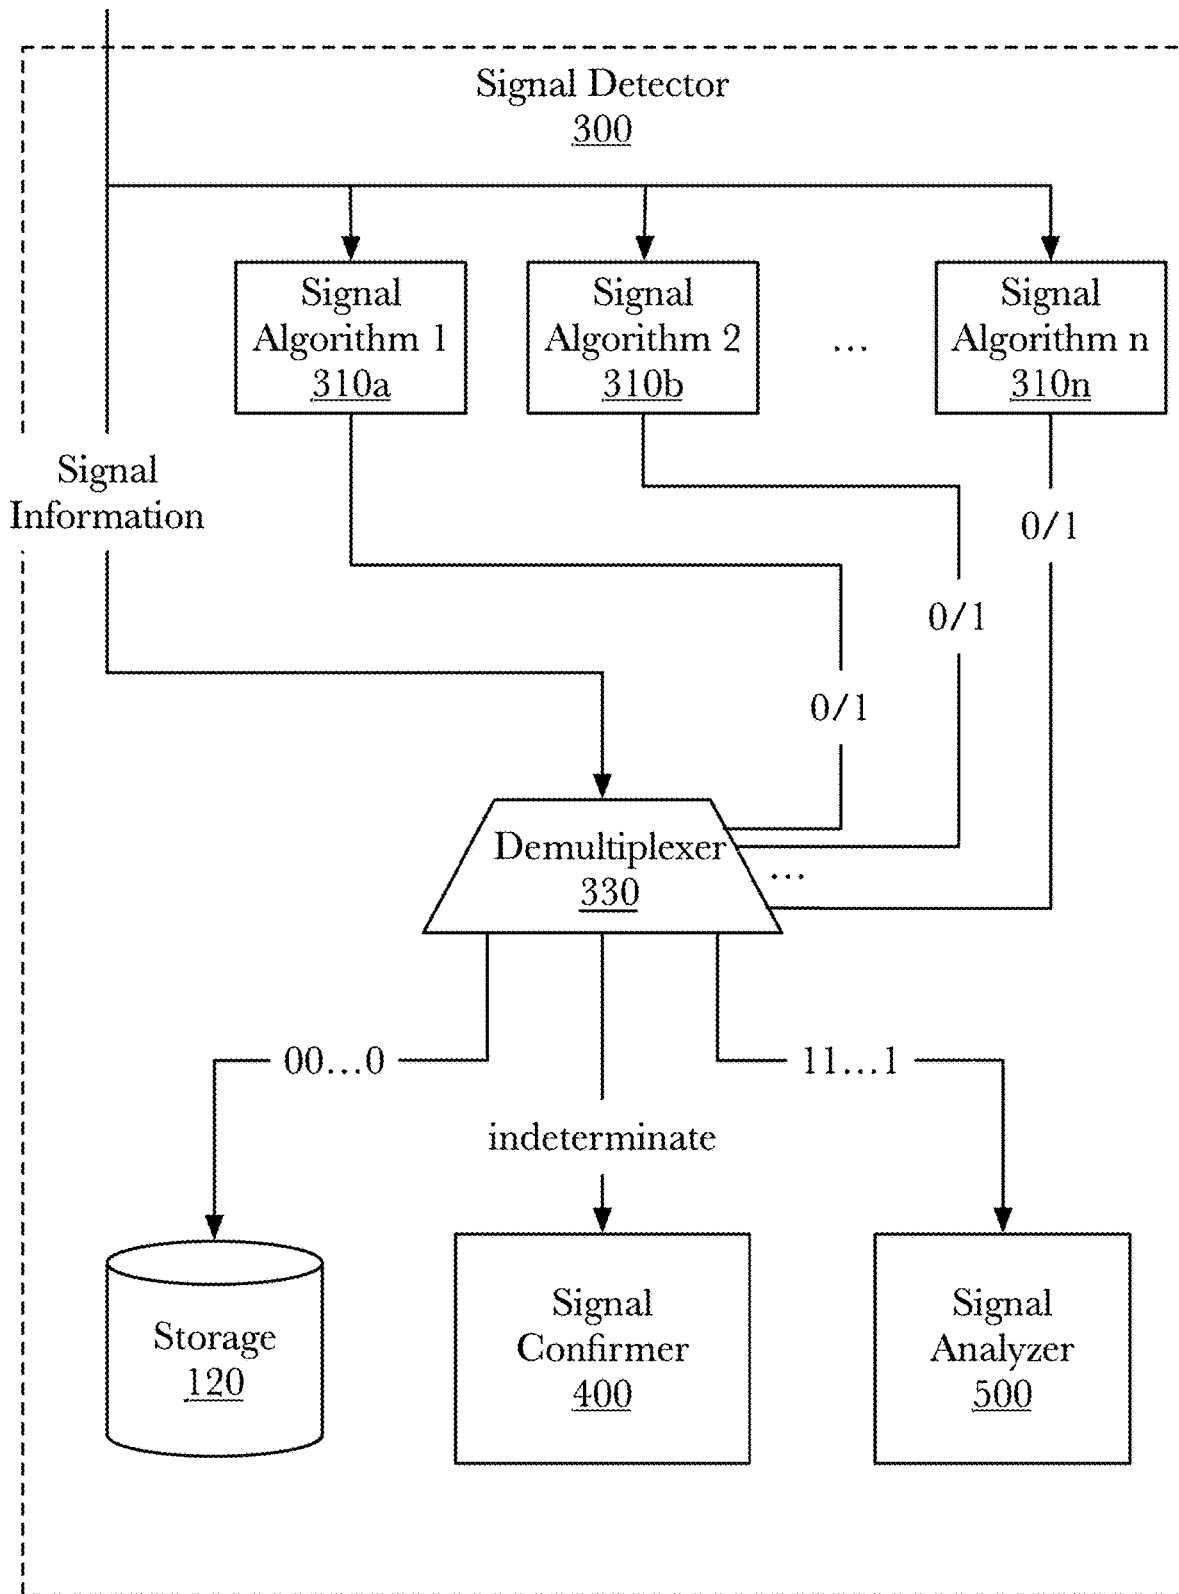 Signal Detector
300
Signal
Algorithm 1
310a
Signal
Algorithm 2
310b
...
Signal
Algorithm n
310n
Signal
Information
0/1
0/1
0/1
Demultiplexer
330
...
00...0
indeterminate
11...1
Storage
120
Signal
Confirmer
400
Signal
Analyzer
500